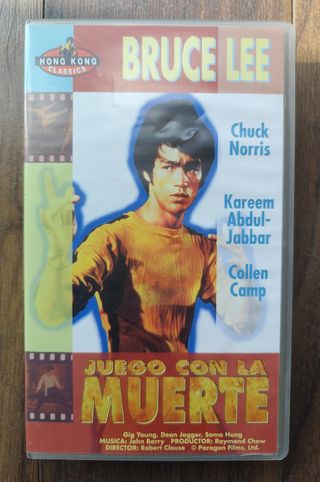 HONG KONG
CLASSICS
BRUCE LEE
Chuck
Norris
Kareem
Abdul-
Jabbar
Collen
Camp
JUEGO CON LA
MUERTE
Gig Young, Dean Jagger, Samo Hung
MUSICA: John Barry PRODUCTOR: Raymond Chow
DIRECTOR: Robert Clouse © Paragon Films, Ltd.